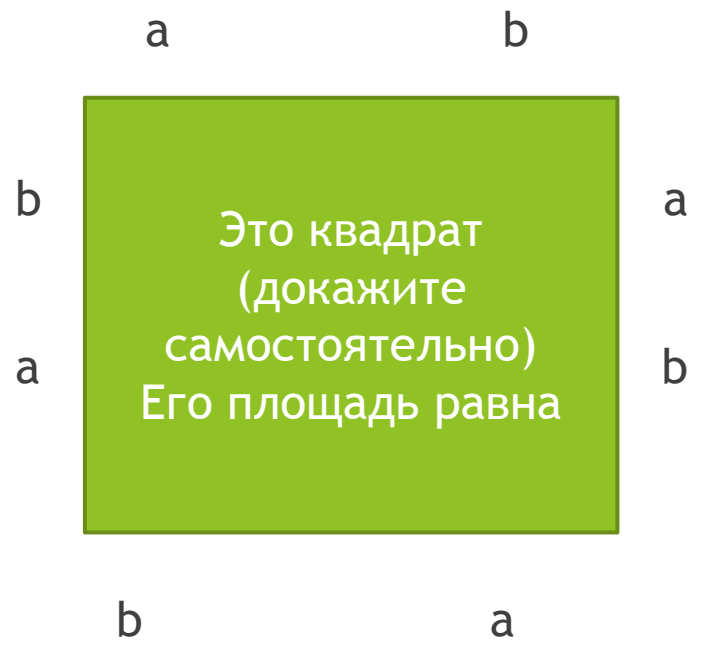 a b
b
a
Это квадрат
(докажите
самостоятельно)
a
b
Его площадь равна
b a